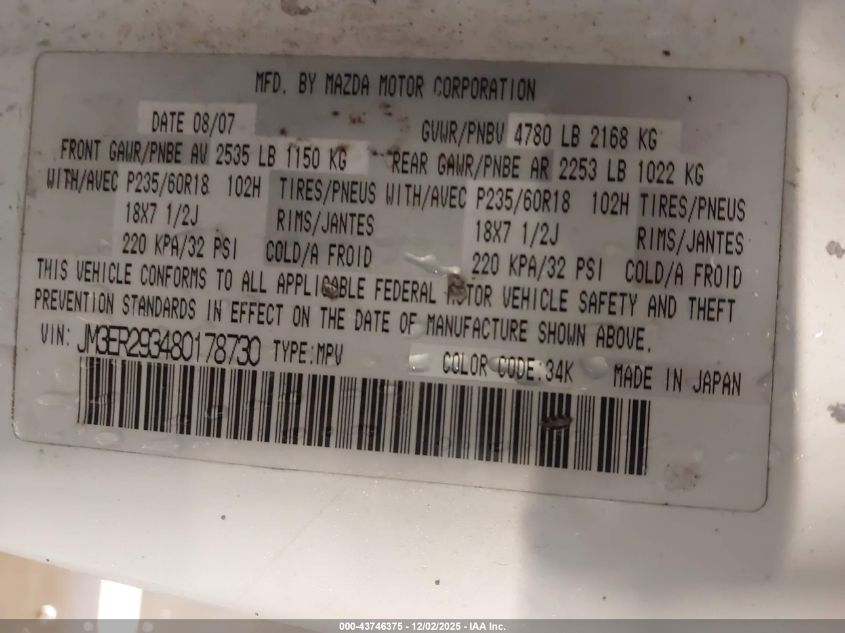 MFD. BY MAZDA MOTOR CORPORATION
DATE 08/07 GVWR/PNBV 4780 LB 2168 KG
FRONT GAWR/PNBE AV 2535 LB 1150 KG REAR GAWR/PNBE AR 2253 LB 1022 KG
WITH/AVEC P235/60R18 102H TIRES/PNEUS WITH/AVEC P235/60R18 102H TIRES/PNEUS
18X7 1/2J RIMS/JANTES 18X7 1/2J RIMS/JANTES
220 KPA/32 PSI COLD/A FROID 220 KPA/32 PSI COLD/A FROID
THIS VEHICLE CONFORMS TO ALL APPLICABLE FEDERAL MOTOR VEHICLE SAFETY AND THEFT
PREVENTION STANDARDS IN EFFECT ON THE DATE OF MANUFACTURE SHOWN ABOVE.
VIN: JM3ER293480178730 TYPE:MPV COLOR CODE:34K MADE IN JAPAN
000-43746375 - 12/02/2025 - IAA Inc.